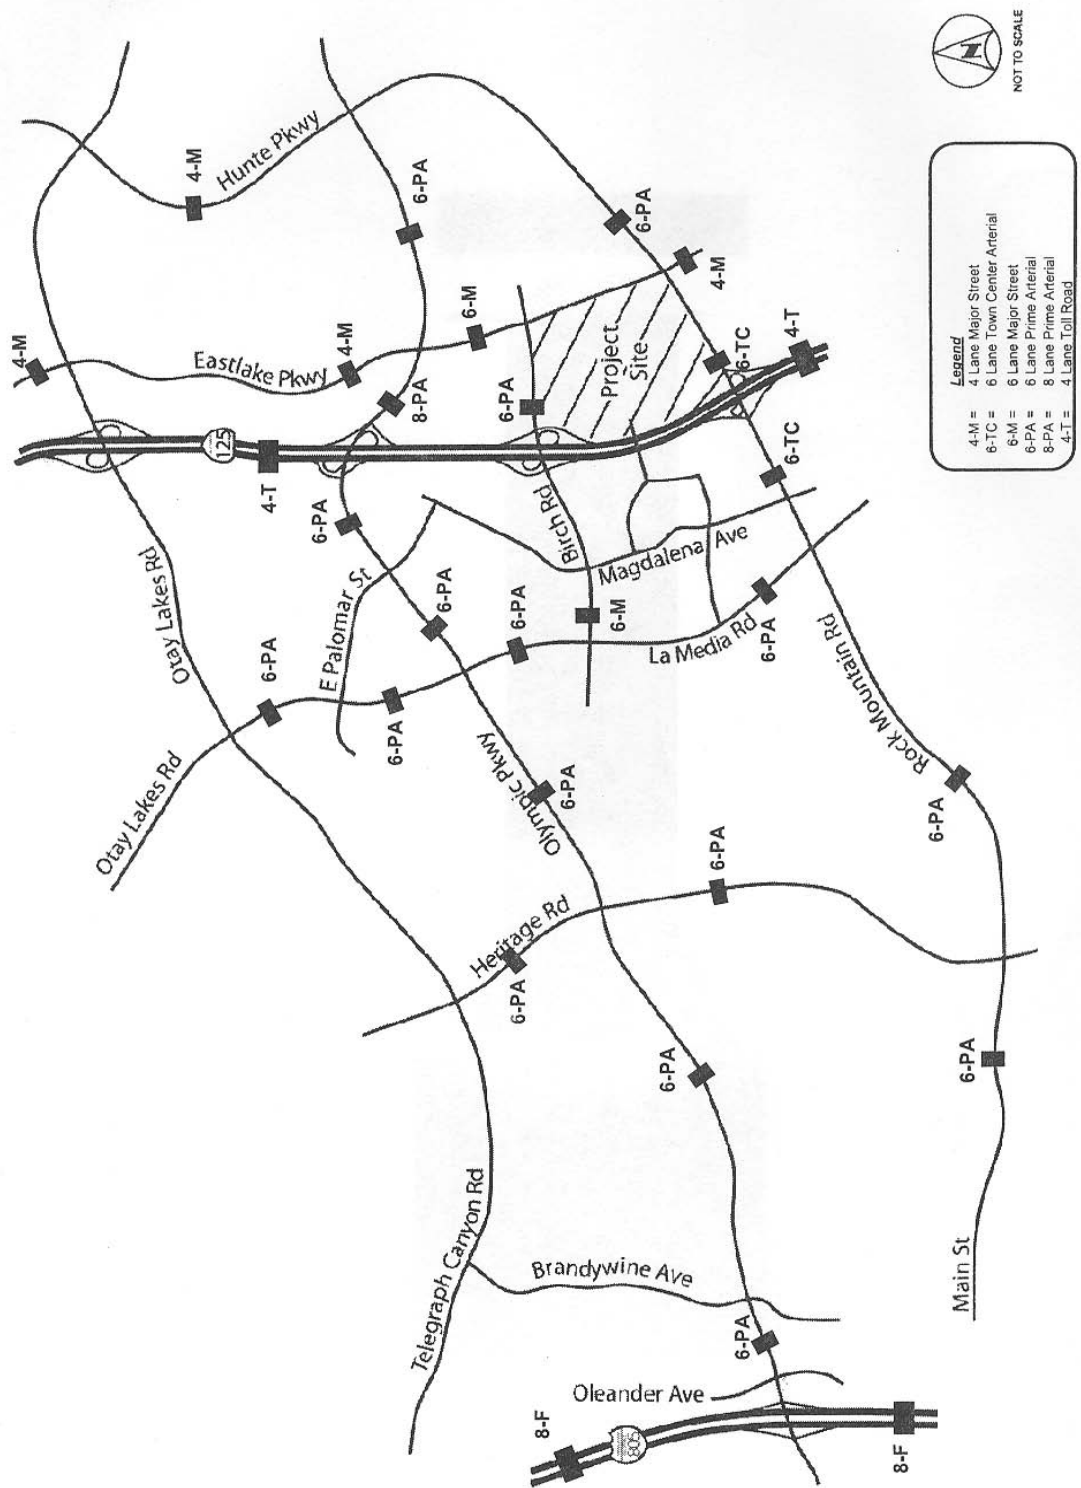 4-M
Hunte Pkwy
4-M
6-PA
6-PA
4-M
Eastlake Pkwy
4-M
6-M
4-M
8-PA
6-PA
Project
Site
6-TC
4-T
125
4-T
6-TC
6-PA
Otay Lakes Rd
Birch Rd
Magdalena Ave
E Palomar St
6-PA
6-PA
6-M
La Media Rd
6-PA
6-PA
6-PA
Otay Lakes Rd
Olympic Pkwy
6-PA
Rock Mountain Rd
6-PA
Heritage Rd
6-PA
6-PA
6-PA
6-PA
Telegraph Canyon Rd
Brandywine Ave
Main St
6-PA
Oleander Ave
8-F
805
8-F
N
NOT TO SCALE
Legend
4-M = 4 Lane Major Street
6-TC = 6 Lane Town Center Arterial
6-M = 6 Lane Major Street
6-PA = 6 Lane Prime Arterial
8-PA = 8 Lane Prime Arterial
4-T = 4 Lane Toll Road